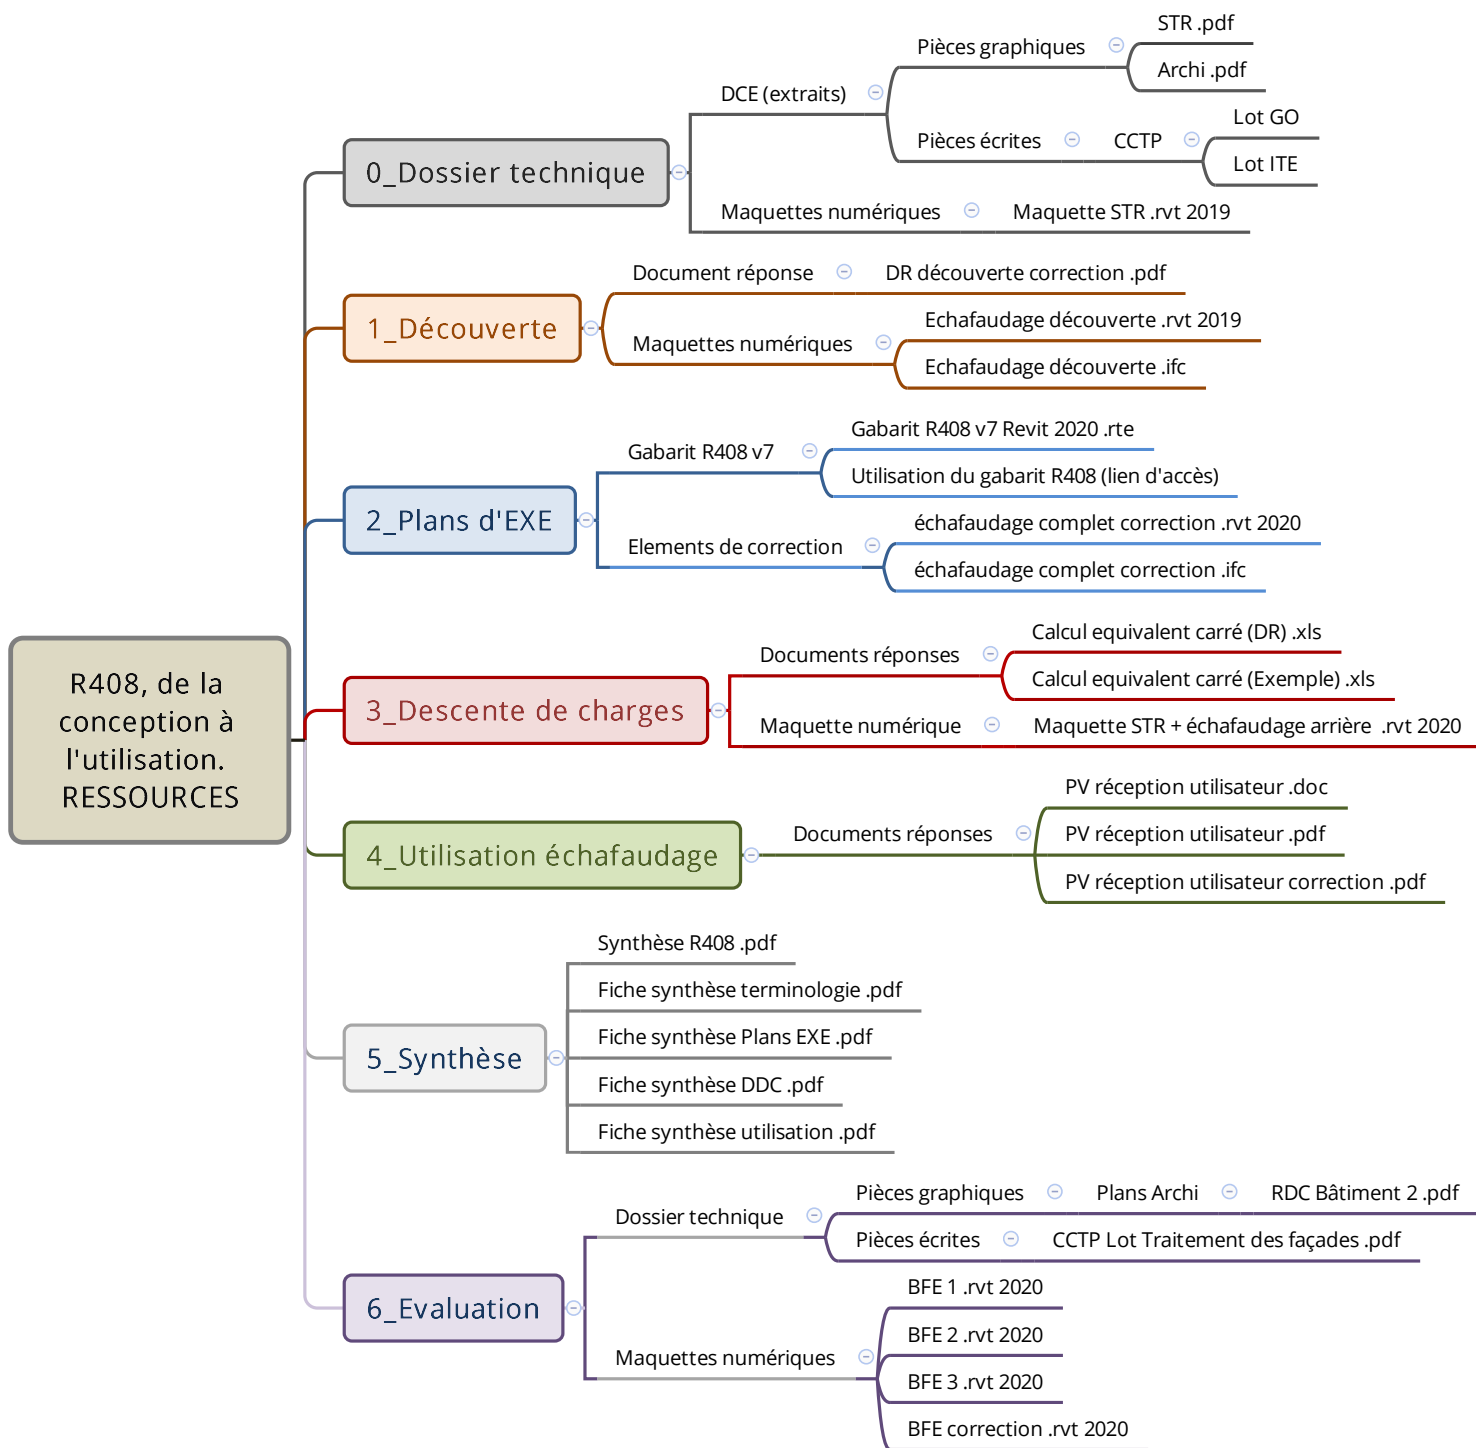 STR .pdf
Pièces graphiques
Archi .pdf
DCE (extraits)
Lot GO
Pièces écrites
CCTP
Lot ITE
0_Dossier technique
Maquettes numériques
Maquette STR .rvt 2019
Document réponse
DR découverte correction .pdf
1_Découverte
Echafaudage découverte .rvt 2019
Maquettes numériques
Echafaudage découverte .ifc
Gabarit R408 v7 Revit 2020 .rte
Gabarit R408 v7
Utilisation du gabarit R408 (lien d'accès)
2_Plans d'EXE
échafaudage complet correction .rvt 2020
Elements de correction
échafaudage complet correction .ifc
R408, de la
conception à
l'utilisation.
RESSOURCES
Calcul equivalent carré (DR) .xls
Documents réponses
Calcul equivalent carré (Exemple) .xls
3_Descente de charges
Maquette numérique
Maquette STR + échafaudage arrière .rvt 2020
PV réception utilisateur .doc
4_Utilisation échafaudage
Documents réponses
PV réception utilisateur .pdf
PV réception utilisateur correction .pdf
Synthèse R408 .pdf
Fiche synthèse terminologie .pdf
Fiche synthèse Plans EXE .pdf
5_Synthèse
Fiche synthèse DDC .pdf
Fiche synthèse utilisation .pdf
Pièces graphiques
Plans Archi
RDC Bâtiment 2 .pdf
Dossier technique
Pièces écrites
CCTP Lot Traitement des façades .pdf
6_Evaluation
BFE 1 .rvt 2020
BFE 2 .rvt 2020
Maquettes numériques
BFE 3 .rvt 2020
BFE correction .rvt 2020